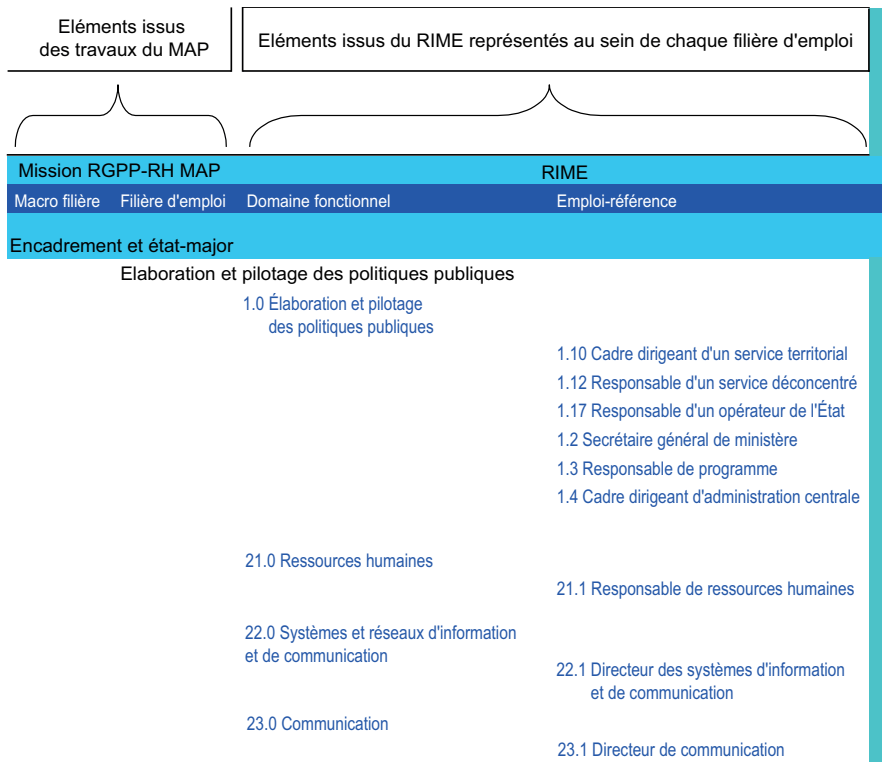 Eléments issus
des travaux du MAP
Eléments issus du RIME représentés au sein de chaque filière d'emploi
Mission RGPP-RH MAP
RIME
Macro filière
Filière d'emploi
Domaine fonctionnel
Emploi-référence
Encadrement et état-major
Elaboration et pilotage des politiques publiques
1.0 Élaboration et pilotage
des politiques publiques
1.10 Cadre dirigeant d'un service territorial
1.12 Responsable d'un service déconcentré
1.17 Responsable d'un opérateur de l'État
1.2 Secrétaire général de ministère
1.3 Responsable de programme
1.4 Cadre dirigeant d'administration centrale
21.0 Ressources humaines
21.1 Responsable de ressources humaines
22.0 Systèmes et réseaux d'information
et de communication
22.1 Directeur des systèmes d'information
et de communication
23.0 Communication
23.1 Directeur de communication